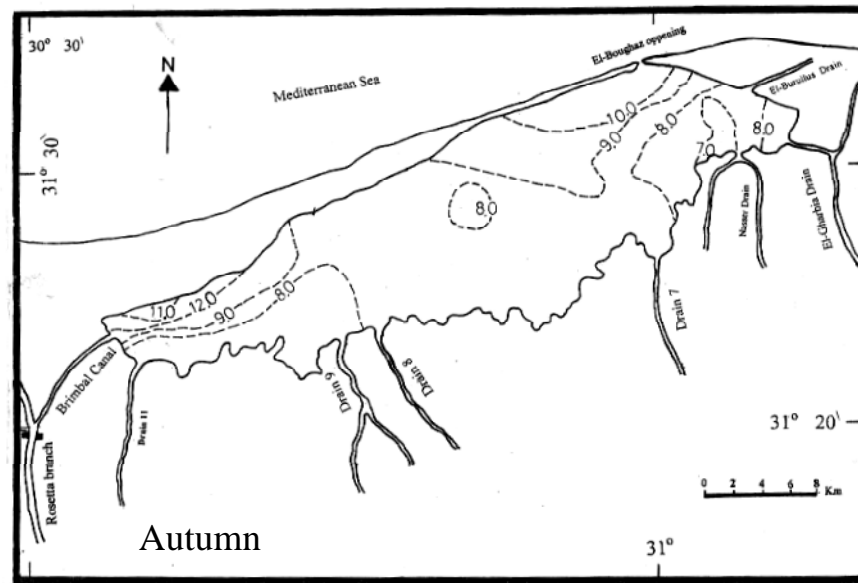 30° 30'
N
Mediterranean Sea
El-Boughaz oppening
El-Burullus Drain
31° 30'
10.0
9.0
8.0
7.0
8.0
8.0
Nasser Drain
El-Gharbia Drain
11.0
12.0
9.0
8.0
Drain 7
Brimbal Canal
Drain 11
Drain 9
Drain 8
31° 20'
Rosetta branch
0 2 4 6 8
Km
Autumn
31°